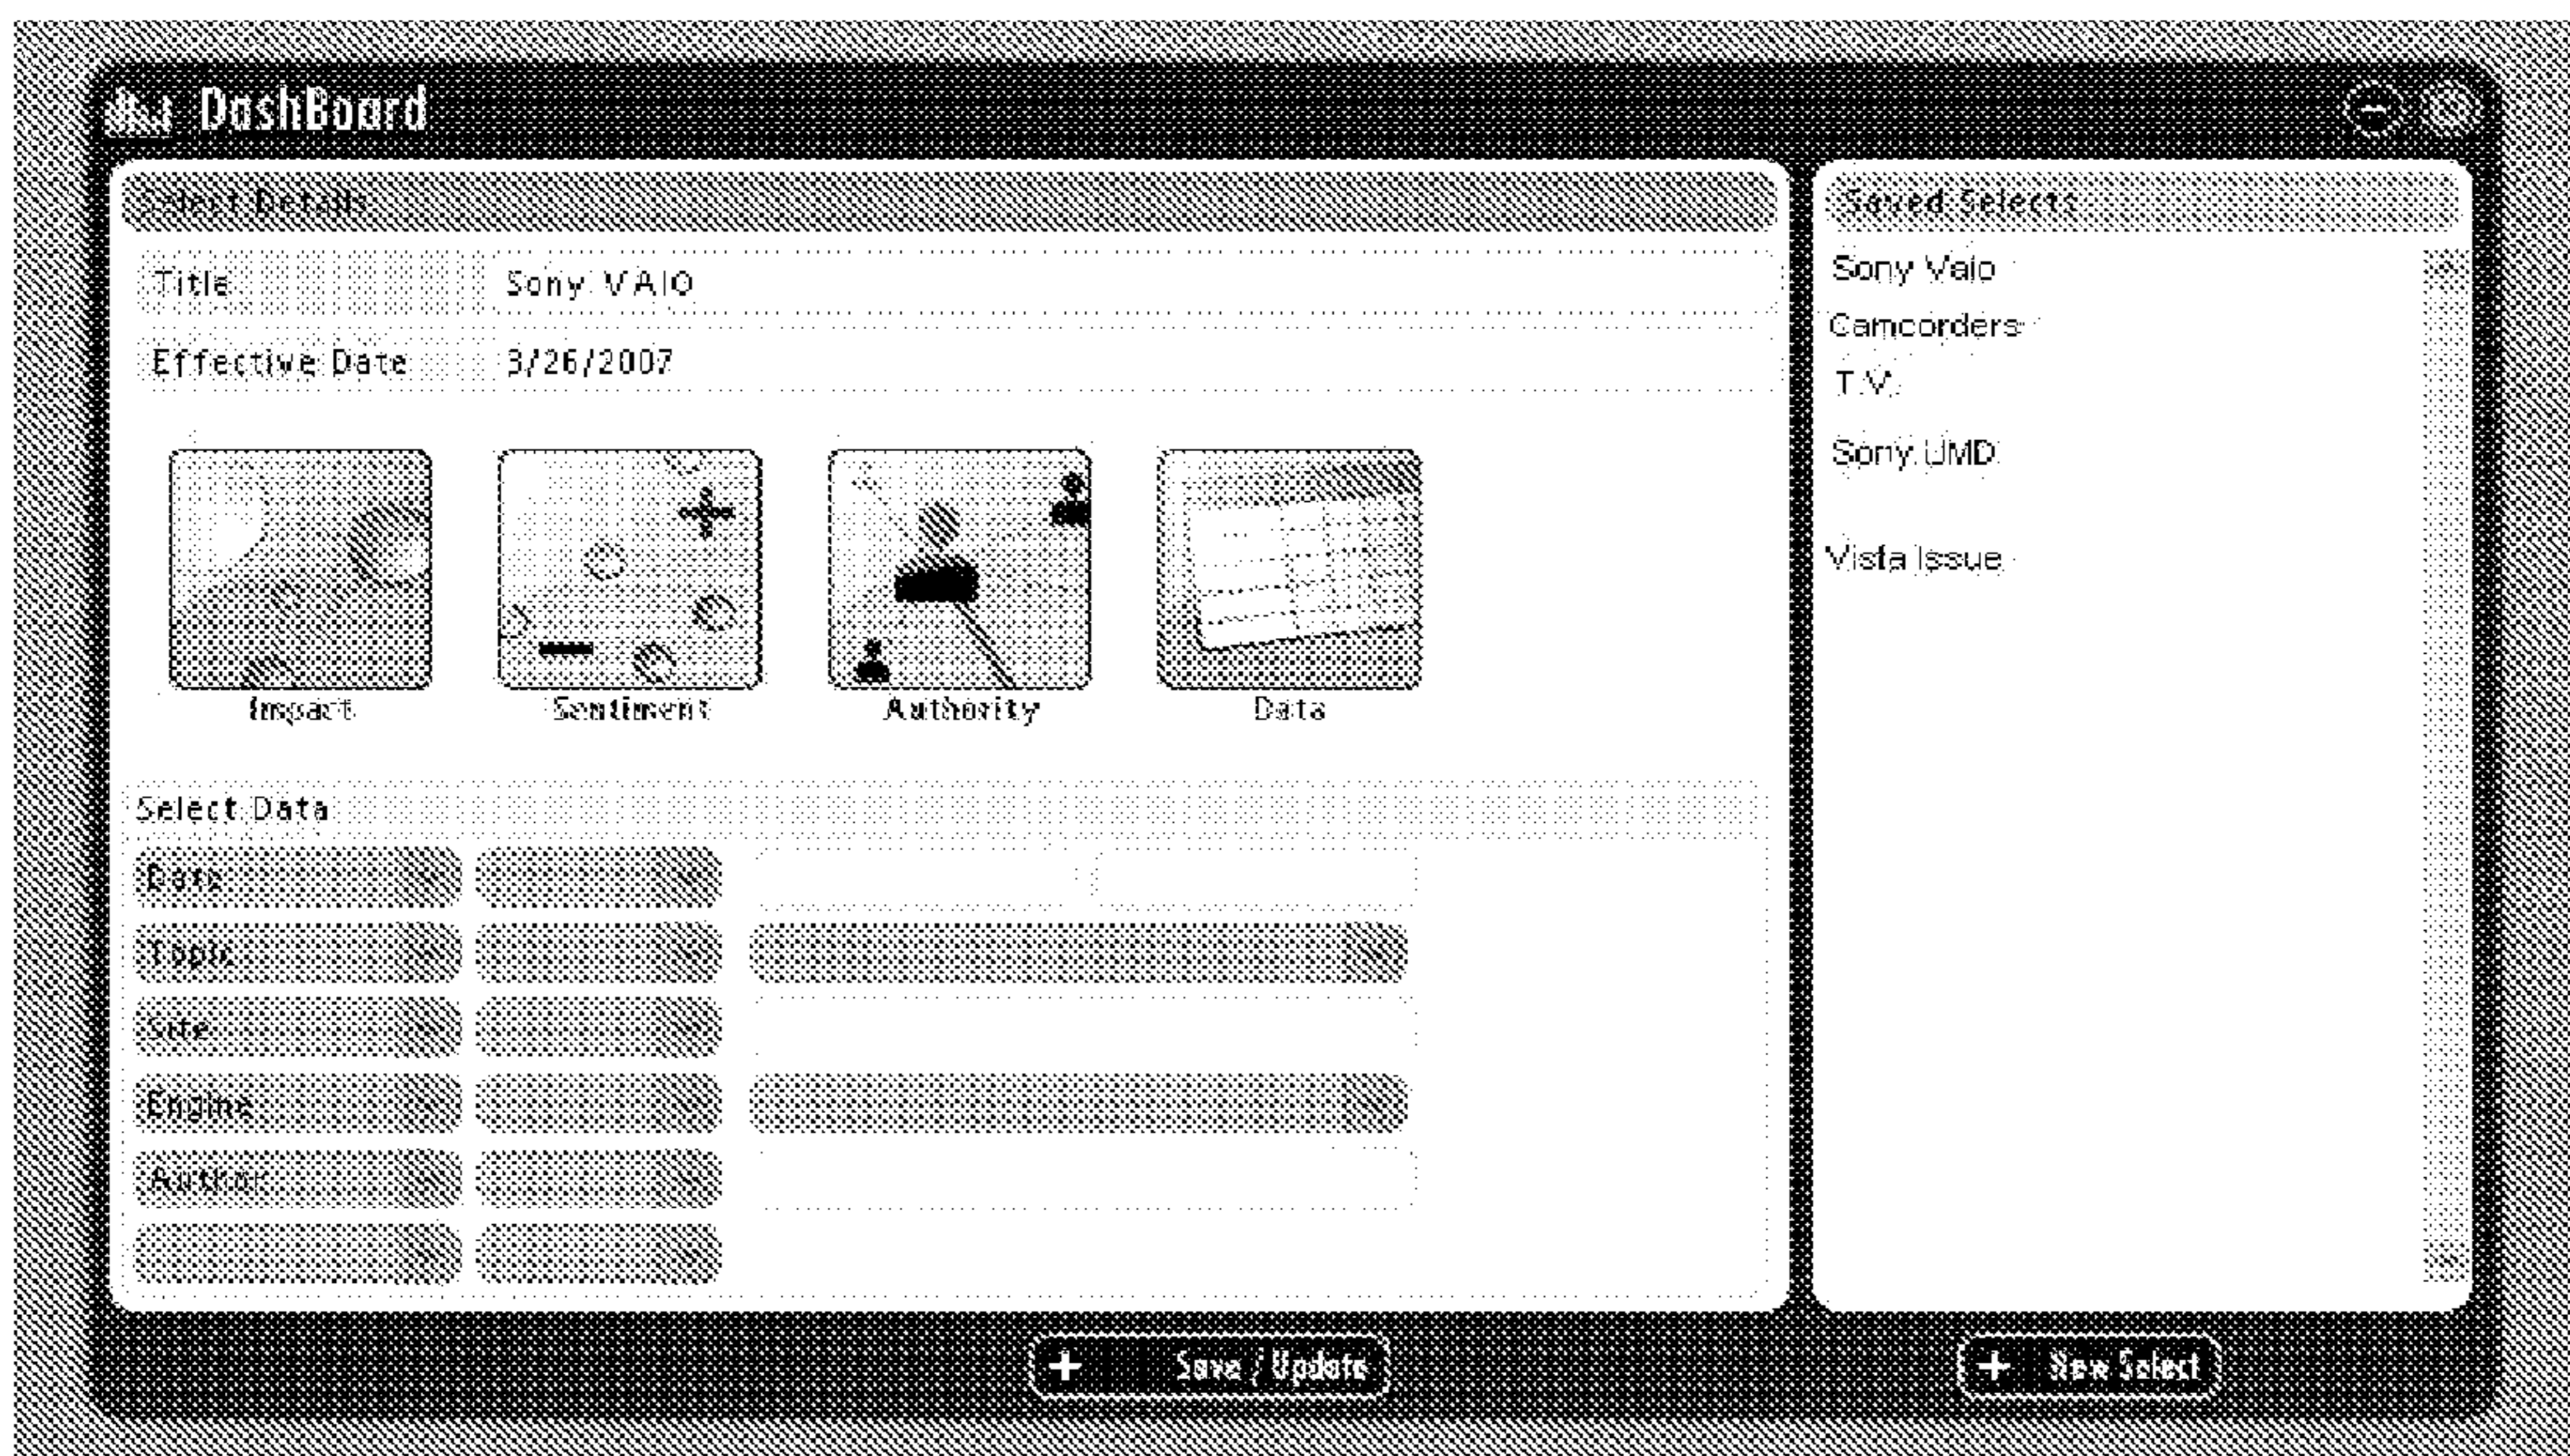 DashBoard
Select Details
Title Sony VAIO
Effective Date 3/26/2007
Impact Sentiment Authority Data
Select Data
Date
Topic
Site
Engine
Author
Save / Update
Saved Selects
Sony Vaio
Camcorders
T.V.
Sony UMD
Vista Issue
New Select